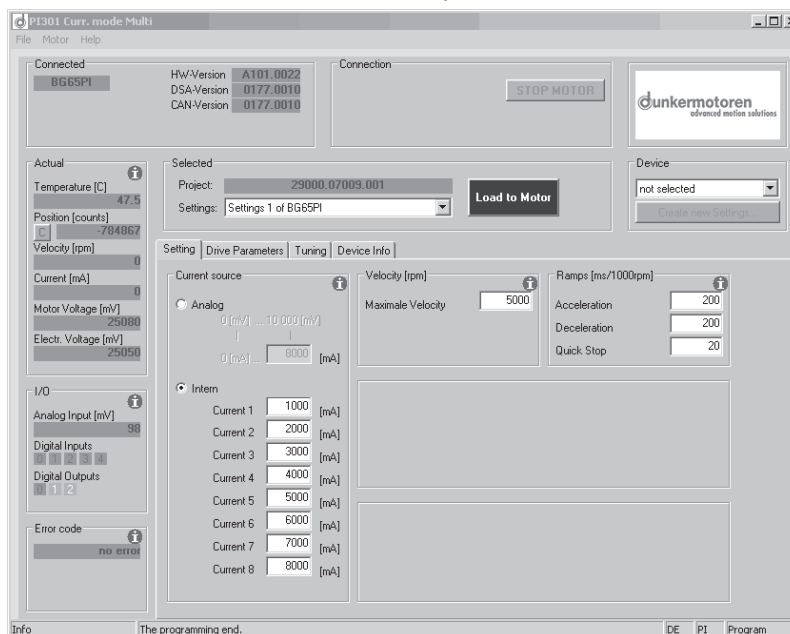 PI301 Curr. mode Multi
File Motor Help
Connected
BG65PI
HW-Version A101.0022
DSA-Version 0177.0010
CAN-Version 0177.0010
Connection
STOP MOTOR
dunkermotoren
advanced motion solutions
Actual
Temperature [C]
47.5
Position [counts]
C -784867
Velocity [rpm]
0
Current [mA]
0
Motor Voltage [mV]
25080
Electr. Voltage [mV]
25050
I/O
Analog Input [mV]
98
Digital Inputs
0 1 2 3 4
Digital Outputs
0 1 2
Error code
no error
Selected
Project: 29000.07009.001
Settings: Settings 1 of BG65PI
Load to Motor
Device
not selected
Create new Settings...
Setting Drive Parameters Tuning Device Info
Current source
Analog
0 [mV] ... 10 000 [mV]
0 [mA] ... 8000 [mA]
Intern
Current 1 1000 [mA]
Current 2 2000 [mA]
Current 3 3000 [mA]
Current 4 4000 [mA]
Current 5 5000 [mA]
Current 6 6000 [mA]
Current 7 7000 [mA]
Current 8 8000 [mA]
Velocity [rpm]
Maximale Velocity 5000
Ramps [ms/1000rpm]
Acceleration 200
Deceleration 200
Quick Stop 20
Info The programming end. DE PI Program